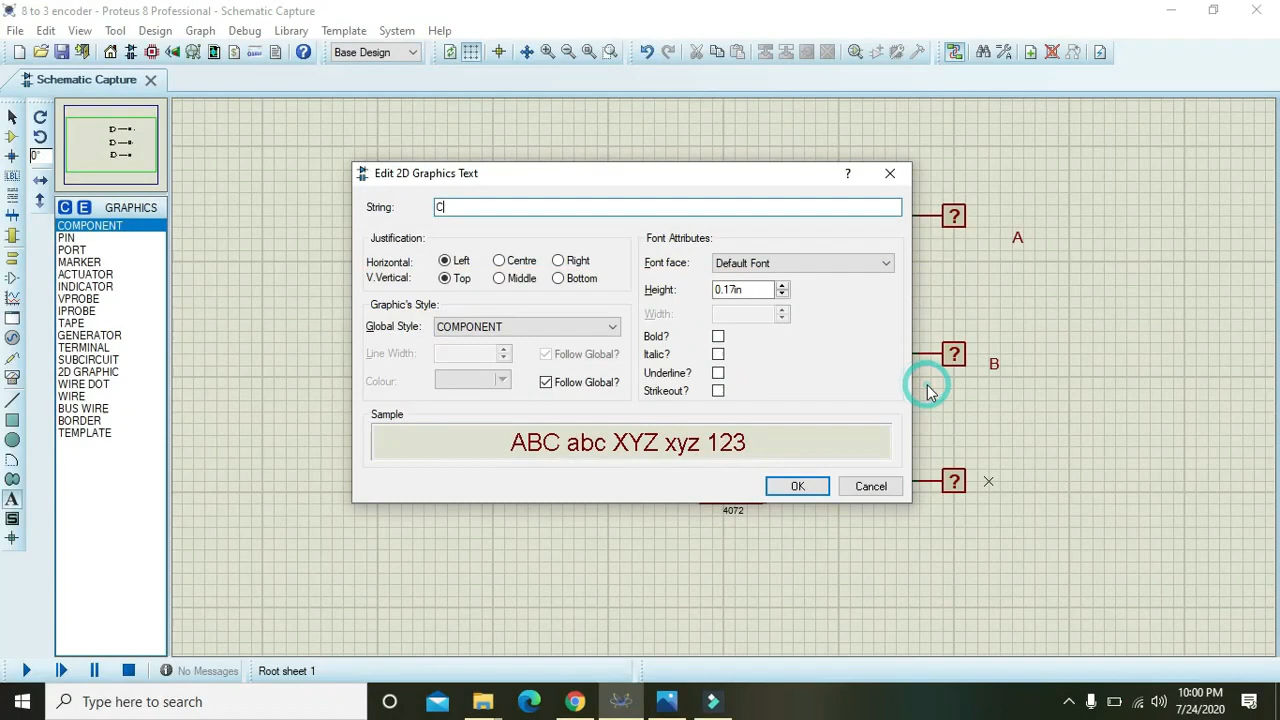 8 to 3 encoder - Proteus 8 Professional - Schematic Capture
File Edit View Tool Design Graph Debug Library Template System Help
Base Design
Schematic Capture
Edit 2D Graphics Text ?
String: C
Justification:
Horizontal: Left Centre Right
V.Vertical: Top Middle Bottom
Graphic's Style:
Global Style: COMPONENT
Line Width: Follow Global?
Colour: Follow Global?
Font Attributes:
Font face: Default Font
Height: 0.17in
Width:
Bold?
Italic?
Underline?
Strikeout?
Sample
ABC abc XYZ xyz 123
OK Cancel
0°
LBL
C E GRAPHICS
COMPONENT
PIN
PORT
MARKER
ACTUATOR
INDICATOR
VPROBE
IPROBE
TAPE
GENERATOR
TERMINAL
SUBCIRCUIT
2D GRAPHIC
WIRE DOT
WIRE
BUS WIRE
BORDER
TEMPLATE
A
S
? A
? B
?
4072
No Messages Root sheet 1
Type here to search
10:00 PM
7/24/2020